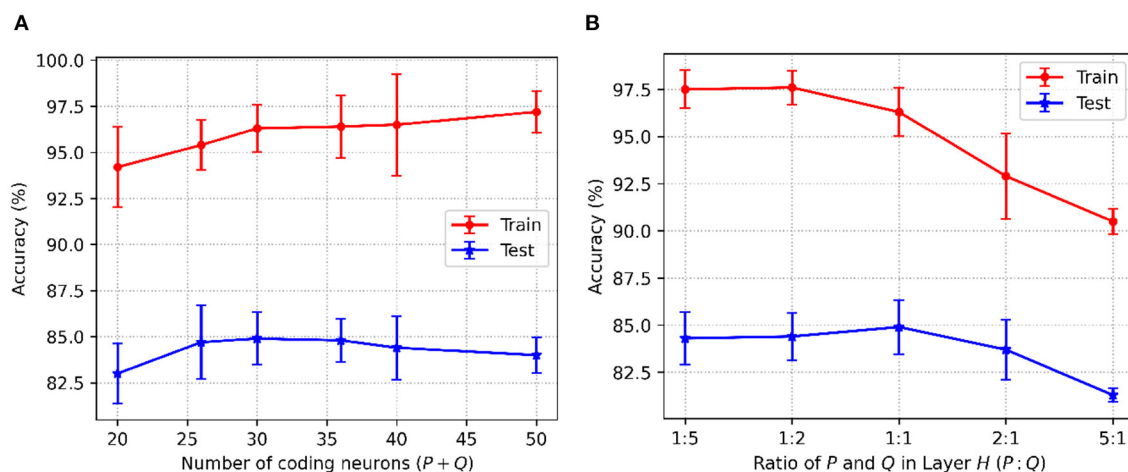 A
100.0
97.5
95.0
92.5
90.0
87.5
85.0
82.5
Accuracy (%)
Train
Test
20 25 30 35 40 45 50
Number of coding neurons (P + Q)
B
97.5
95.0
92.5
90.0
87.5
85.0
82.5
Accuracy (%)
Train
Test
1:5 1:2 1:1 2:1 5:1
Ratio of P and Q in Layer H (P : Q)